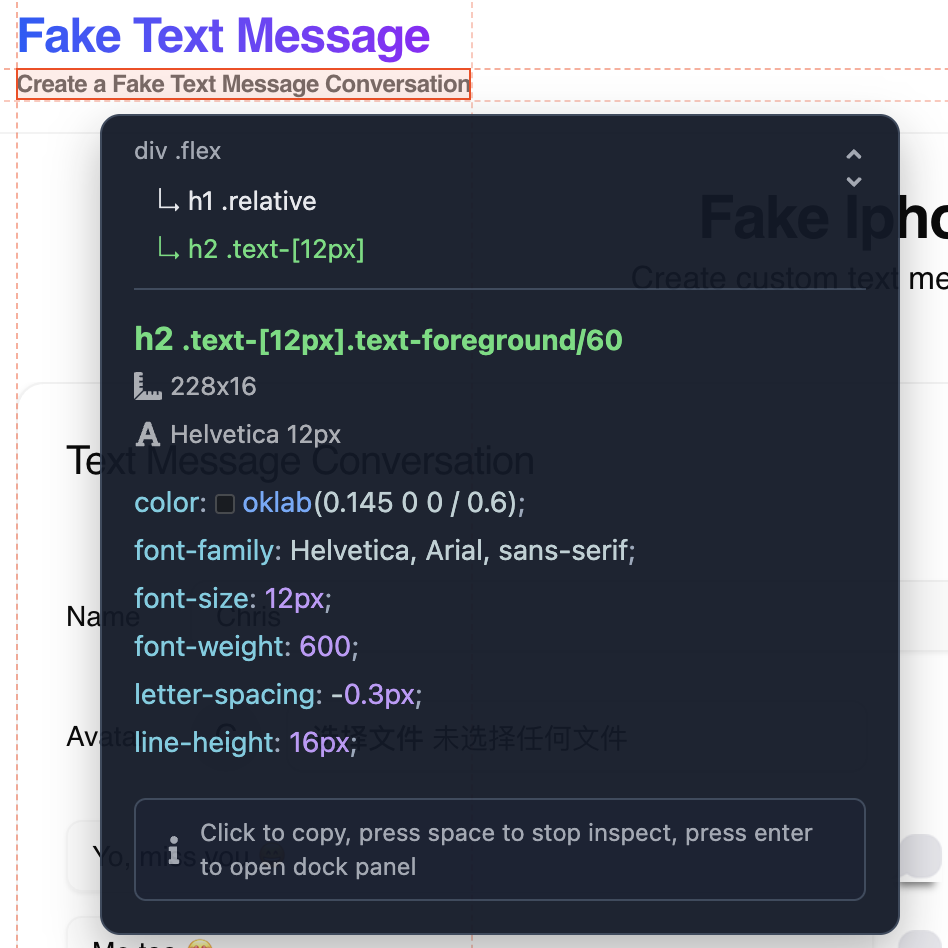 Fake Text Message
Create a Fake Text Message Conversation
div .flex
h1 .relative
h2 .text-[12px]
Fake Ipho
Create custom text me
h2 .text-[12px].text-foreground/60
228x16
A Helvetica 12px
Text Message Conversation
color: oklab(0.145 0 0 / 0.6);
font-family: Helvetica, Arial, sans-serif;
font-size: 12px;
Name Chris
font-weight: 600;
letter-spacing: -0.3px;
Avata 选择文件 未选择任何文件
line-height: 16px;
Click to copy, press space to stop inspect, press enter
to open dock panel
Yo, miss you 
Me too